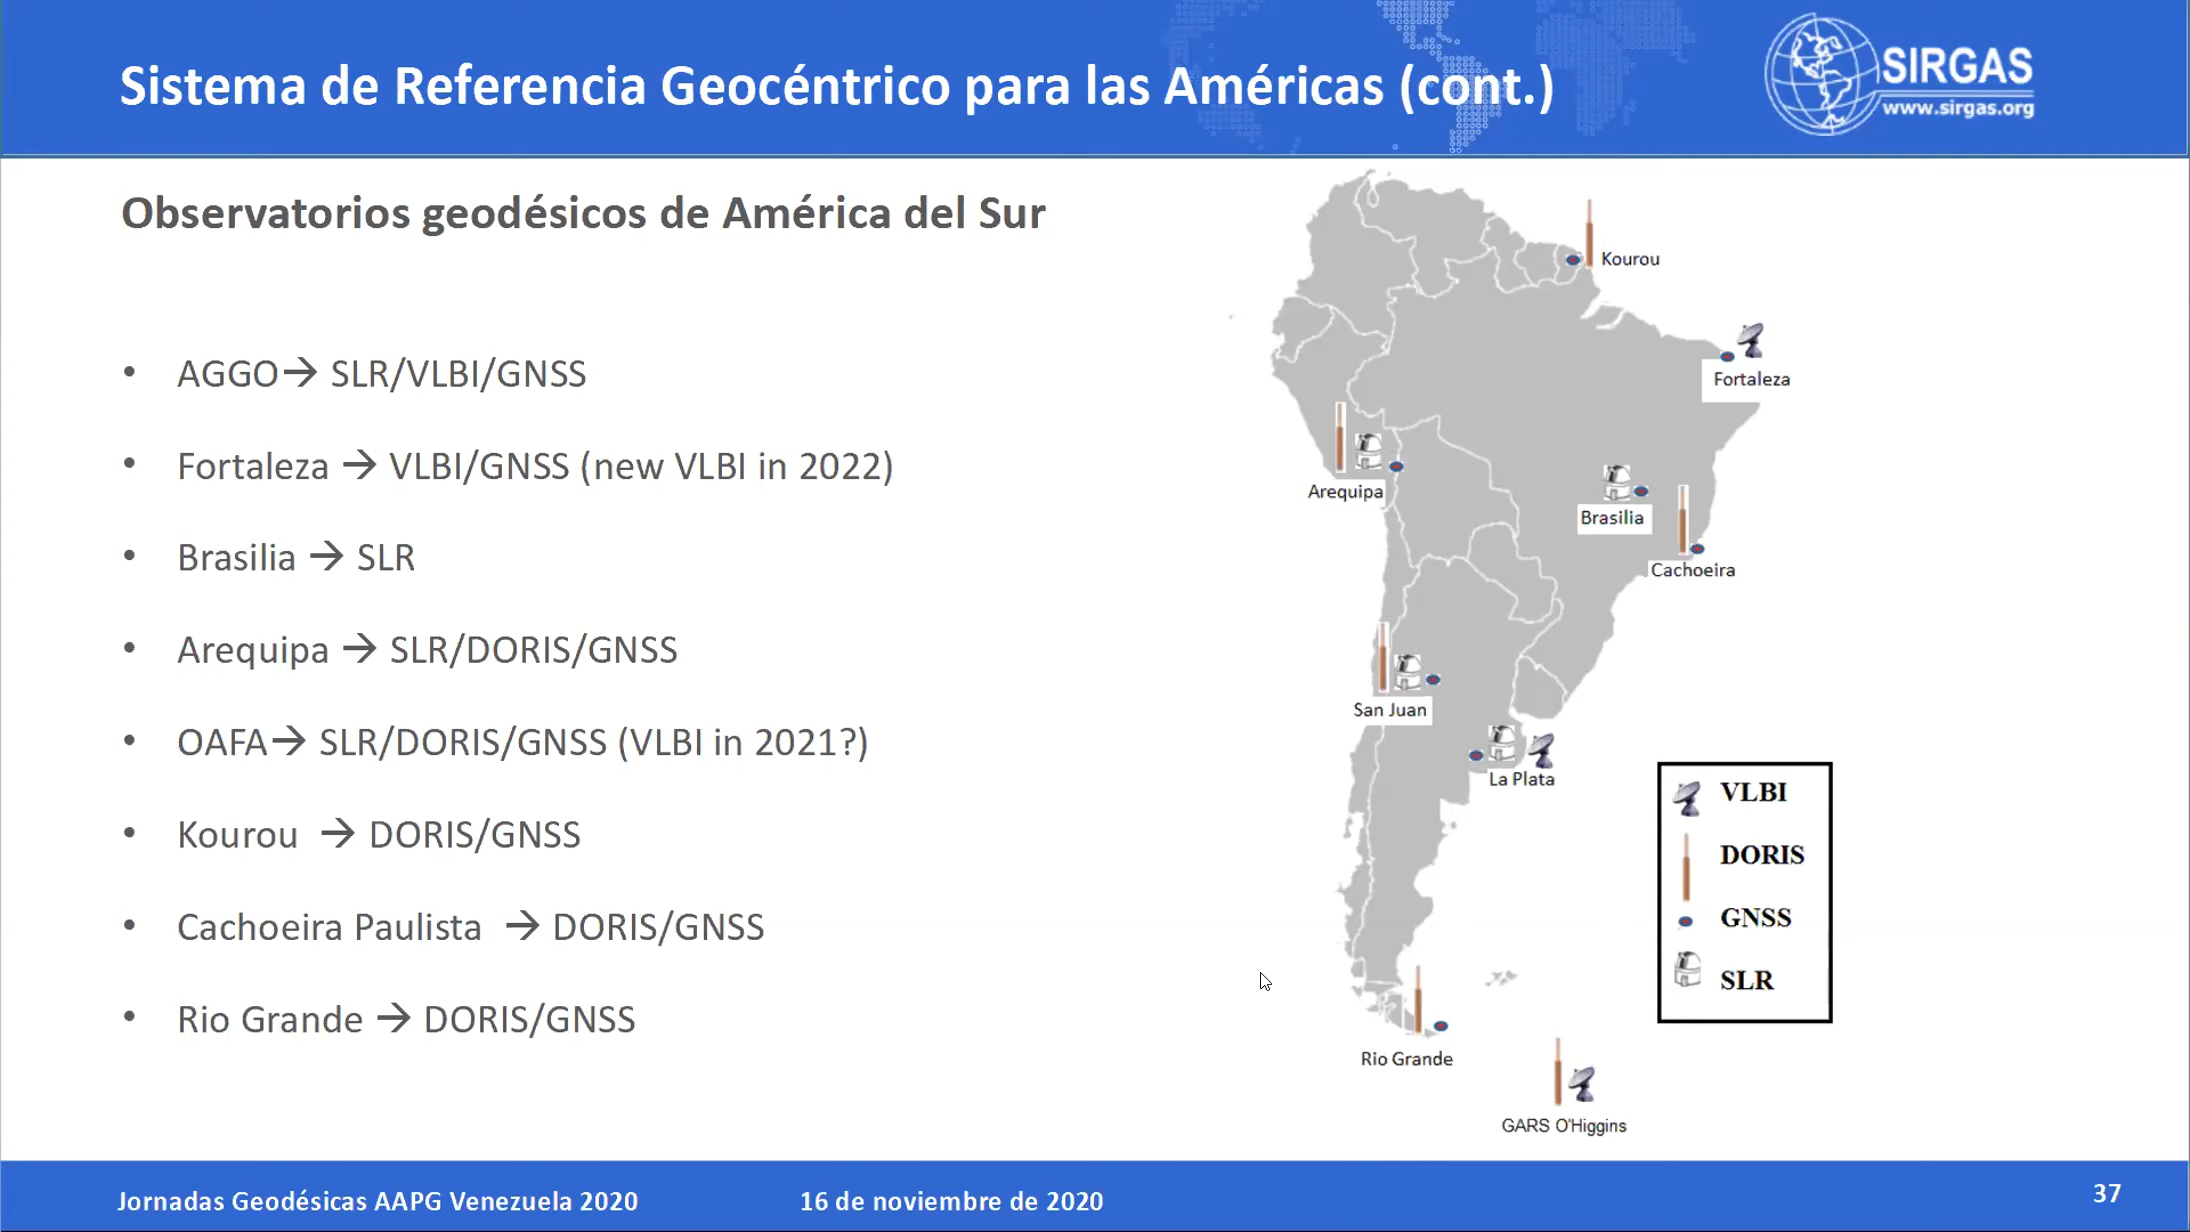 Sistema de Referencia Geocéntrico para las Américas (cont.)
SIRGAS
www.sirgas.org
Observatorios geodésicos de América del Sur
• AGGO→ SLR/VLBI/GNSS
• Fortaleza → VLBI/GNSS (new VLBI in 2022)
• Brasilia → SLR
• Arequipa → SLR/DORIS/GNSS
• OAFA→ SLR/DORIS/GNSS (VLBI in 2021?)
• Kourou → DORIS/GNSS
• Cachoeira Paulista → DORIS/GNSS
• Rio Grande → DORIS/GNSS
Kourou
Fortaleza
Arequipa
Brasilia
Cachoeira
San Juan
La Plata
Rio Grande
GARS O'Higgins
VLBI
DORIS
GNSS
SLR
Jornadas Geodésicas AAPG Venezuela 2020
16 de noviembre de 2020
37